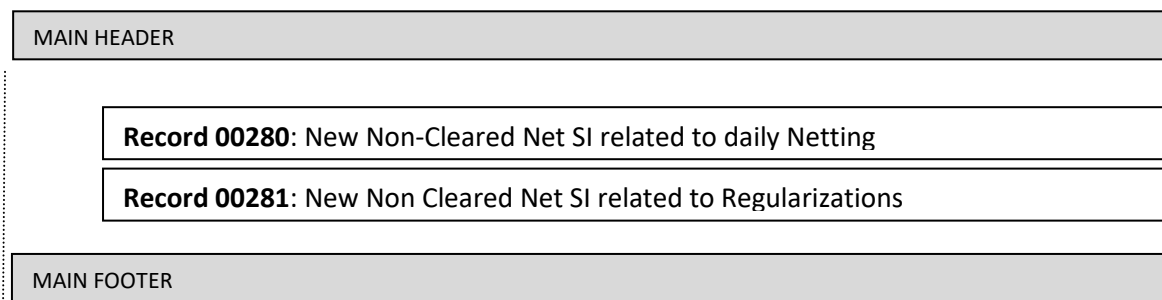 MAIN HEADER
Record 00280: New Non-Cleared Net SI related to daily Netting
Record 00281: New Non Cleared Net SI related to Regularizations
MAIN FOOTER